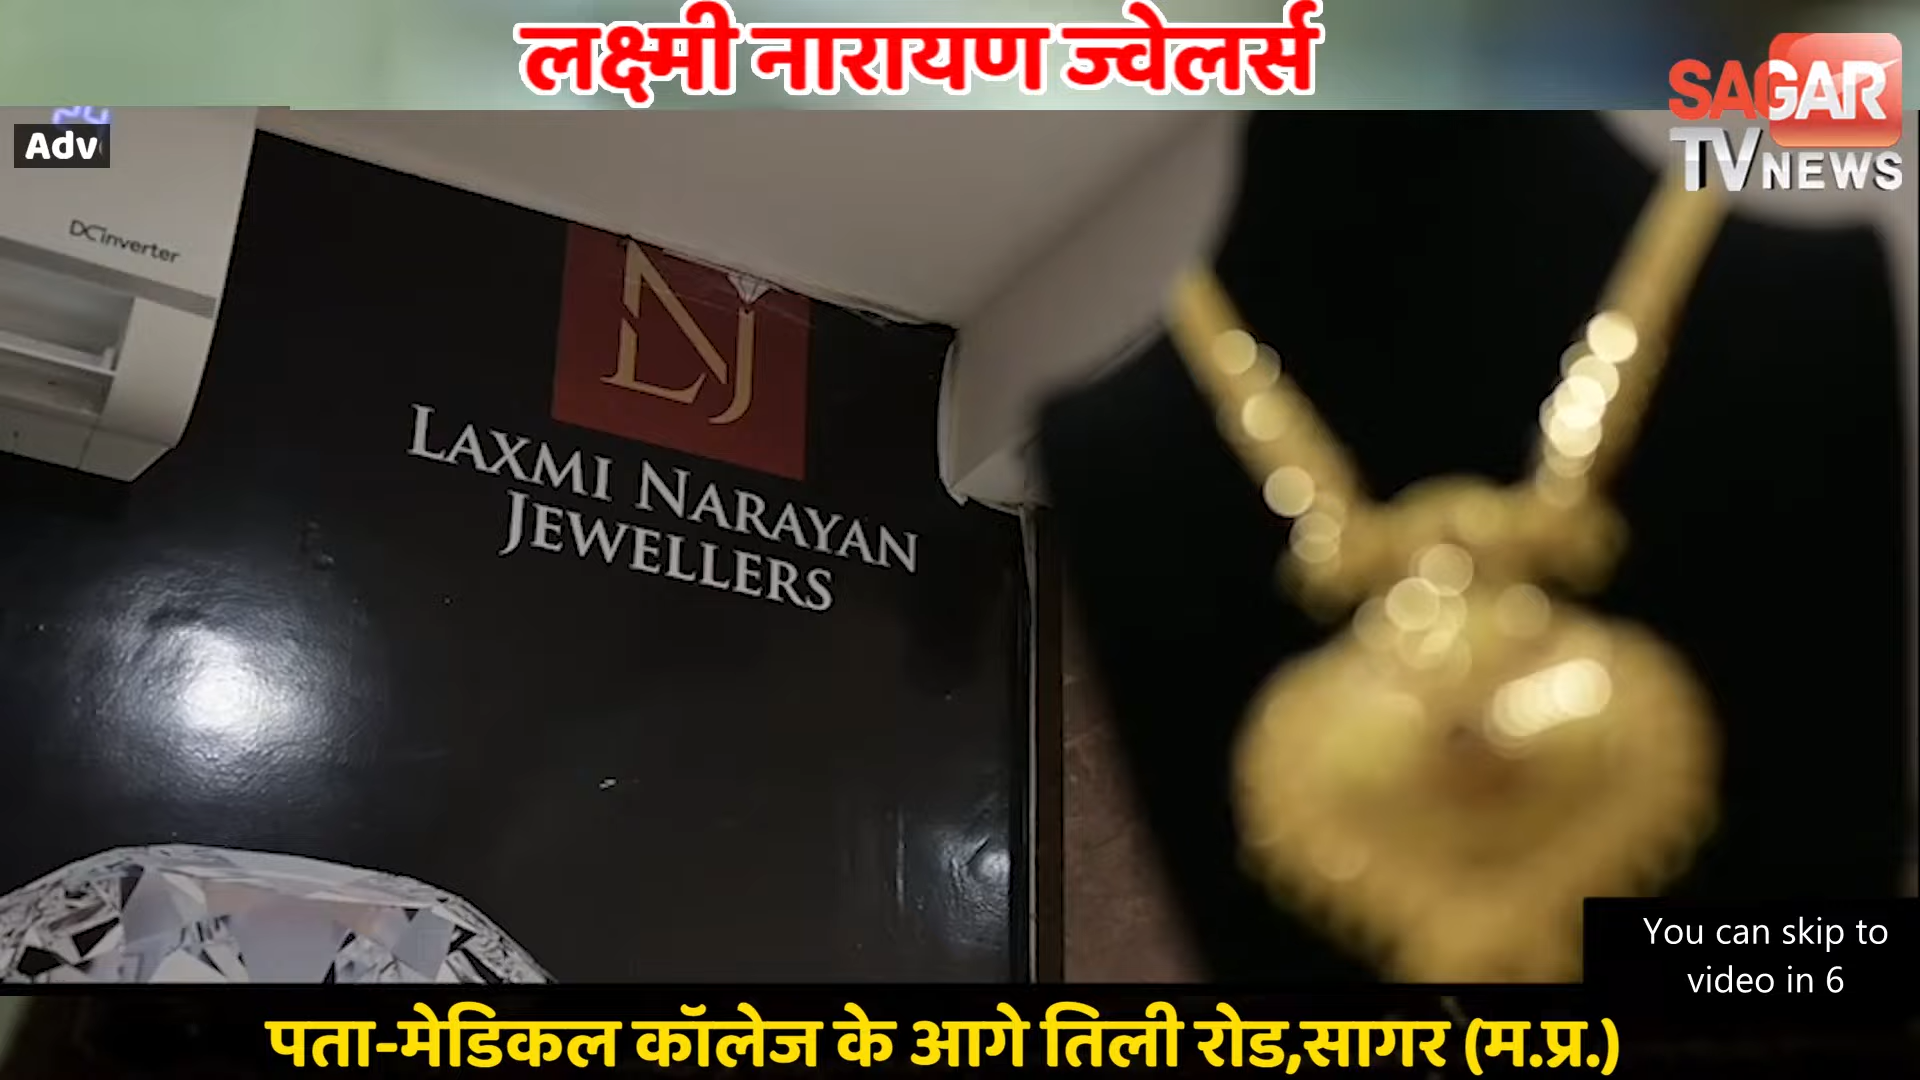 लक्ष्मी नारायण ज्वेलर्स
SAGAR
TV NEWS
Adv
DC inverter
LNJ
LAXMI NARAYAN
JEWELLERS
You can skip to
video in 6
पता-मेडिकल कॉलेज के आगे तिली रोड,सागर (म.प्र.)